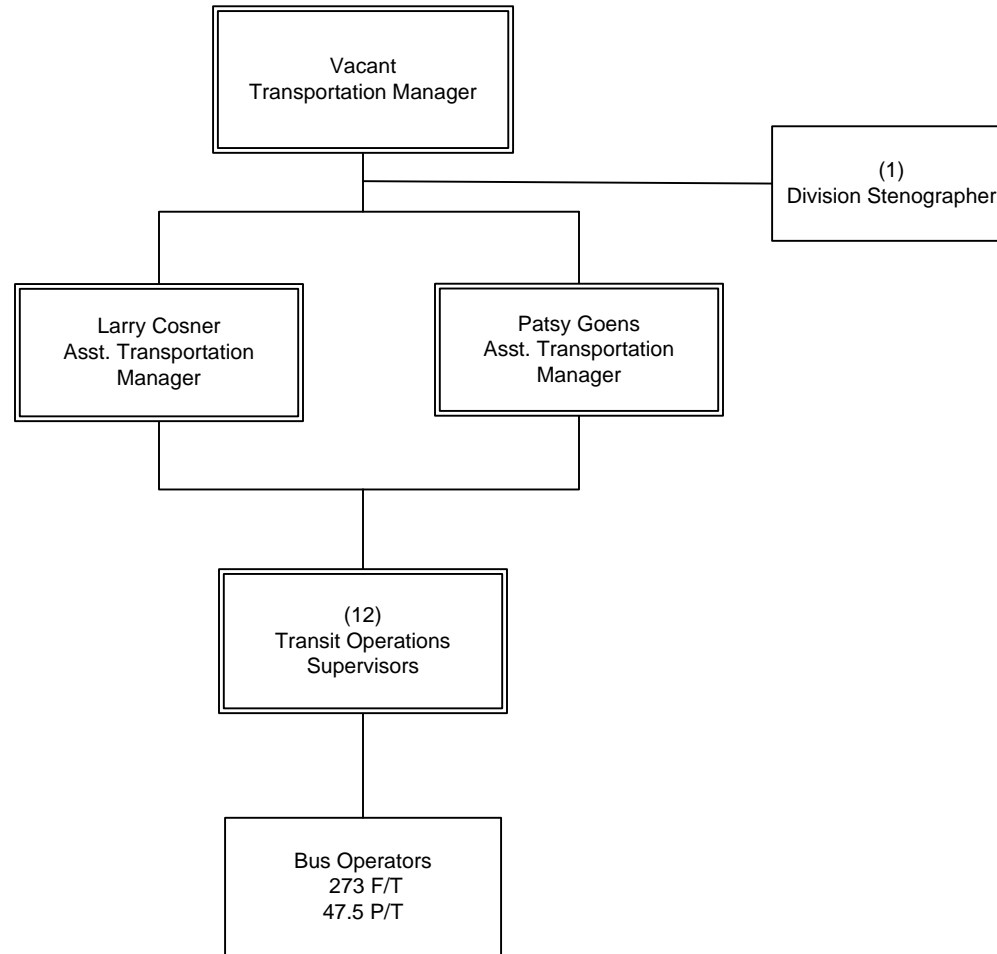 Vacant
Transportation Manager
(1)
Division Stenographer
Larry Cosner
Asst. Transportation
Manager
Patsy Goens
Asst. Transportation
Manager
(12)
Transit Operations
Supervisors
Bus Operators
273 F/T
47.5 P/T